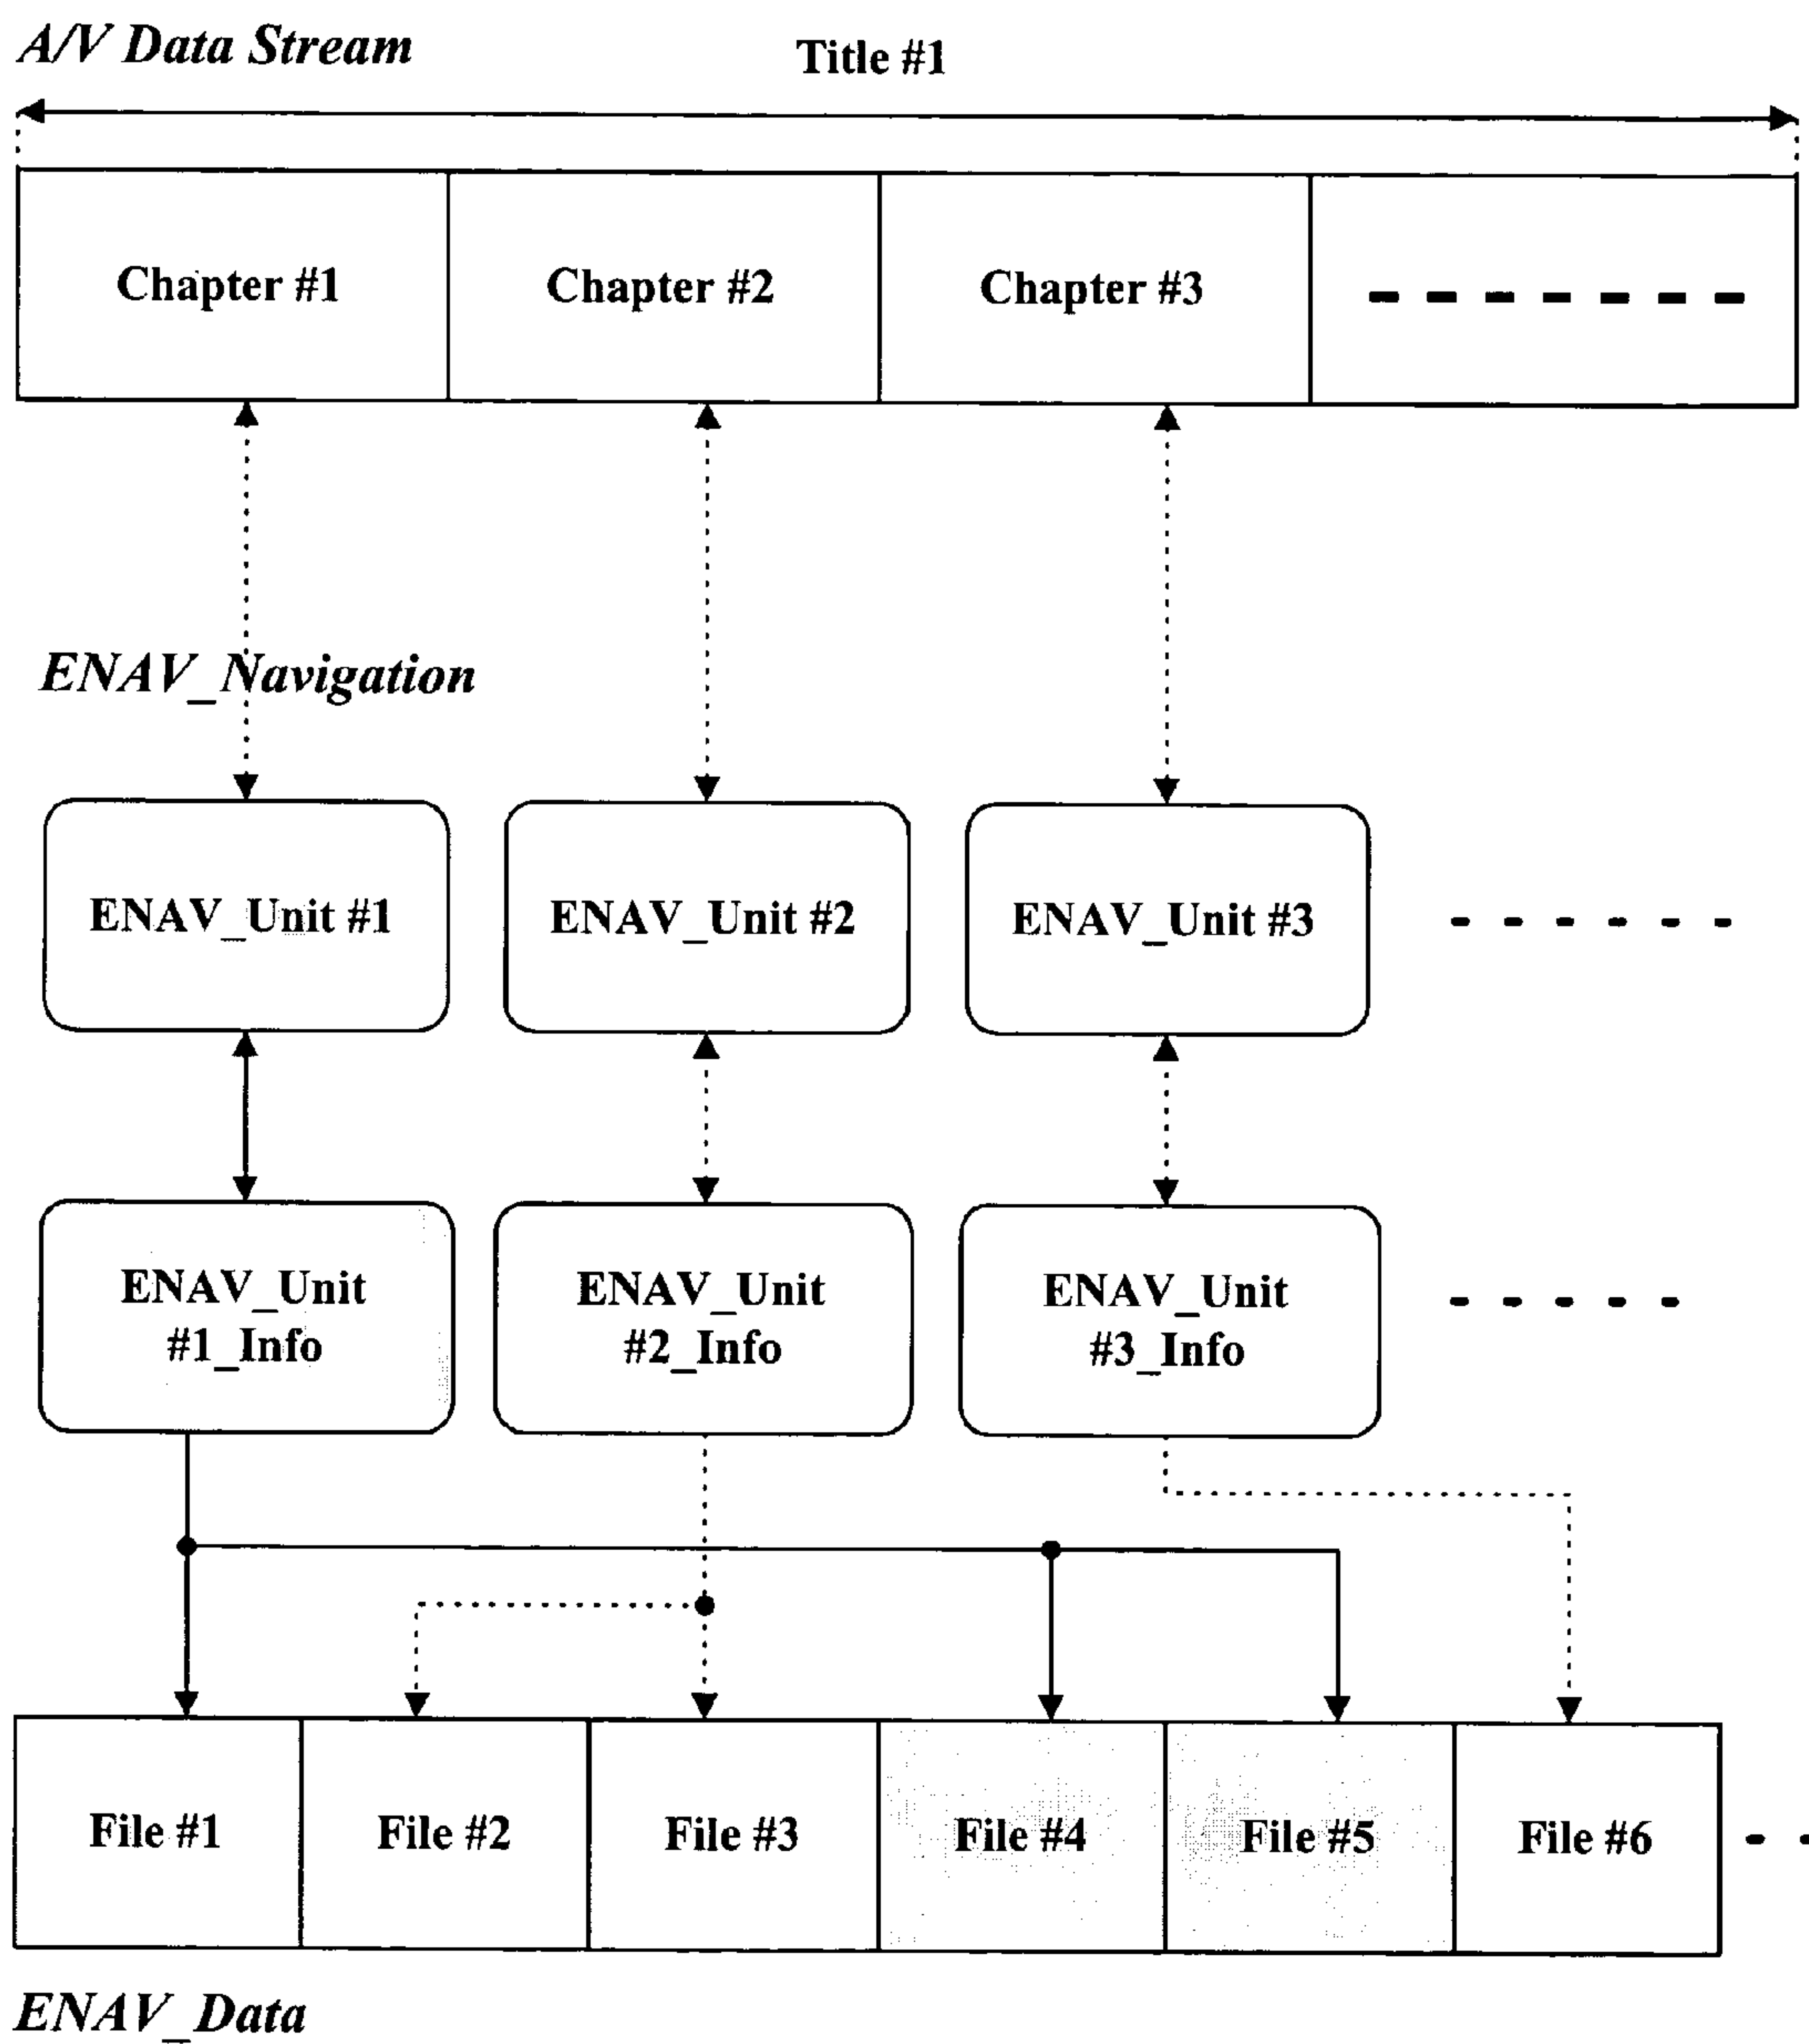 A/V Data Stream
Title #1
Chapter #1
Chapter #2
Chapter #3
ENAV_Navigation
ENAV_Unit #1
ENAV_Unit #2
ENAV_Unit #3
ENAV_Unit
#1_Info
ENAV_Unit
#2_Info
ENAV_Unit
#3_Info
File #1
File #2
File #3
File #4
File #5
File #6
ENAV_Data